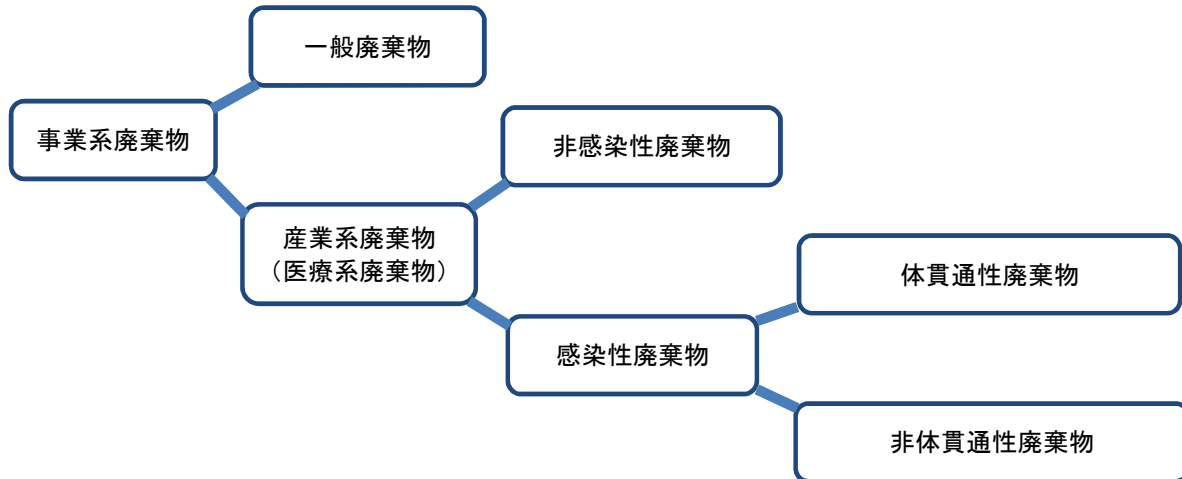 一般廃棄物
事業系廃棄物
非感染性廃棄物
産業系廃棄物
（医療系廃棄物）
体貫通性廃棄物
感染性廃棄物
非体貫通性廃棄物